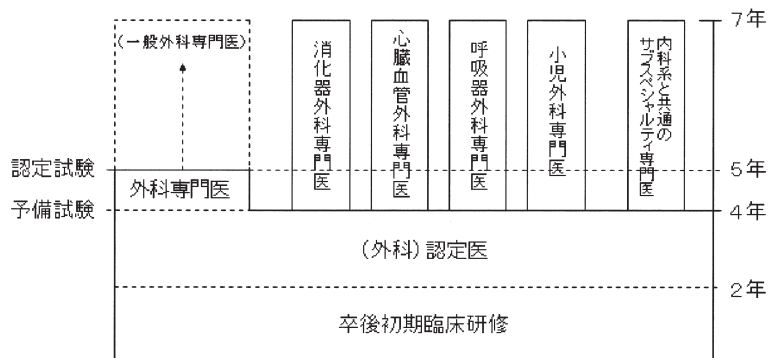 (一般外科専門医)
消化器外科専門医
心臓血管外科専門医
呼吸器外科専門医
小児外科専門医
内科系と共通の
サブスペシャルティ専門医
7年
認定試験
外科専門医
5年
予備試験
4年
(外科)認定医
2年
卒後初期臨床研修